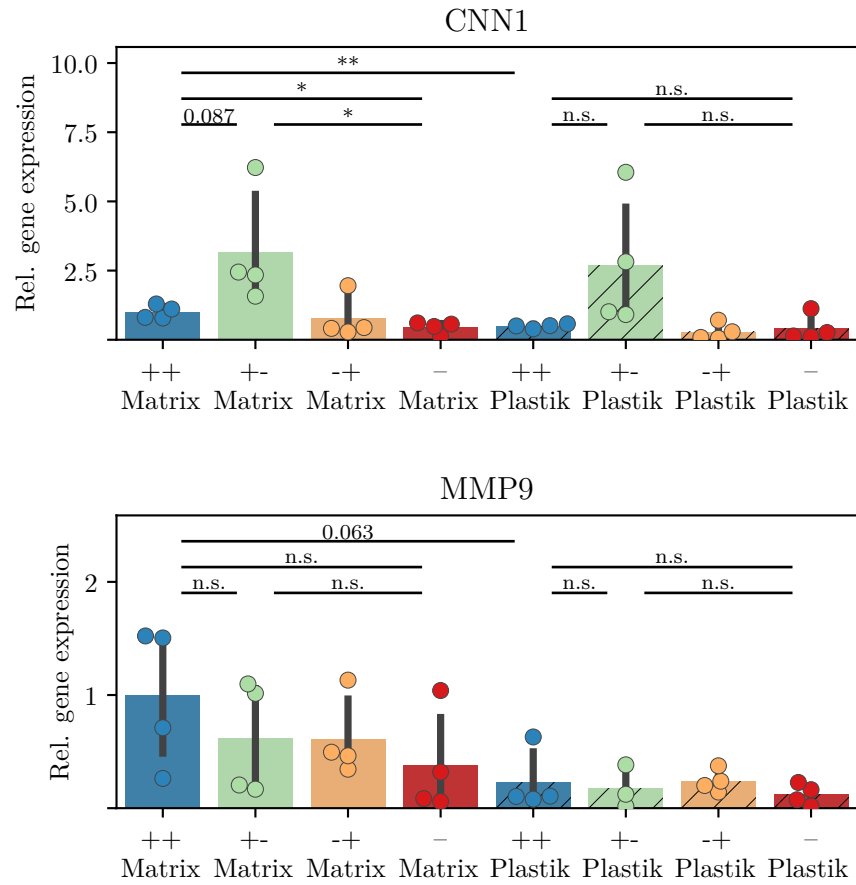 CNN1
Rel. gene expression
10.0
7.5
5.0
2.5
**
*
n.s.
0.087
*
n.s.
n.s.
++ +- -+ – ++ +- -+ –
Matrix Matrix Matrix Matrix Plastik Plastik Plastik Plastik
MMP9
Rel. gene expression
2
1
0.063
n.s.
n.s.
n.s.
n.s.
n.s.
n.s.
++ +- -+ – ++ +- -+ –
Matrix Matrix Matrix Matrix Plastik Plastik Plastik Plastik